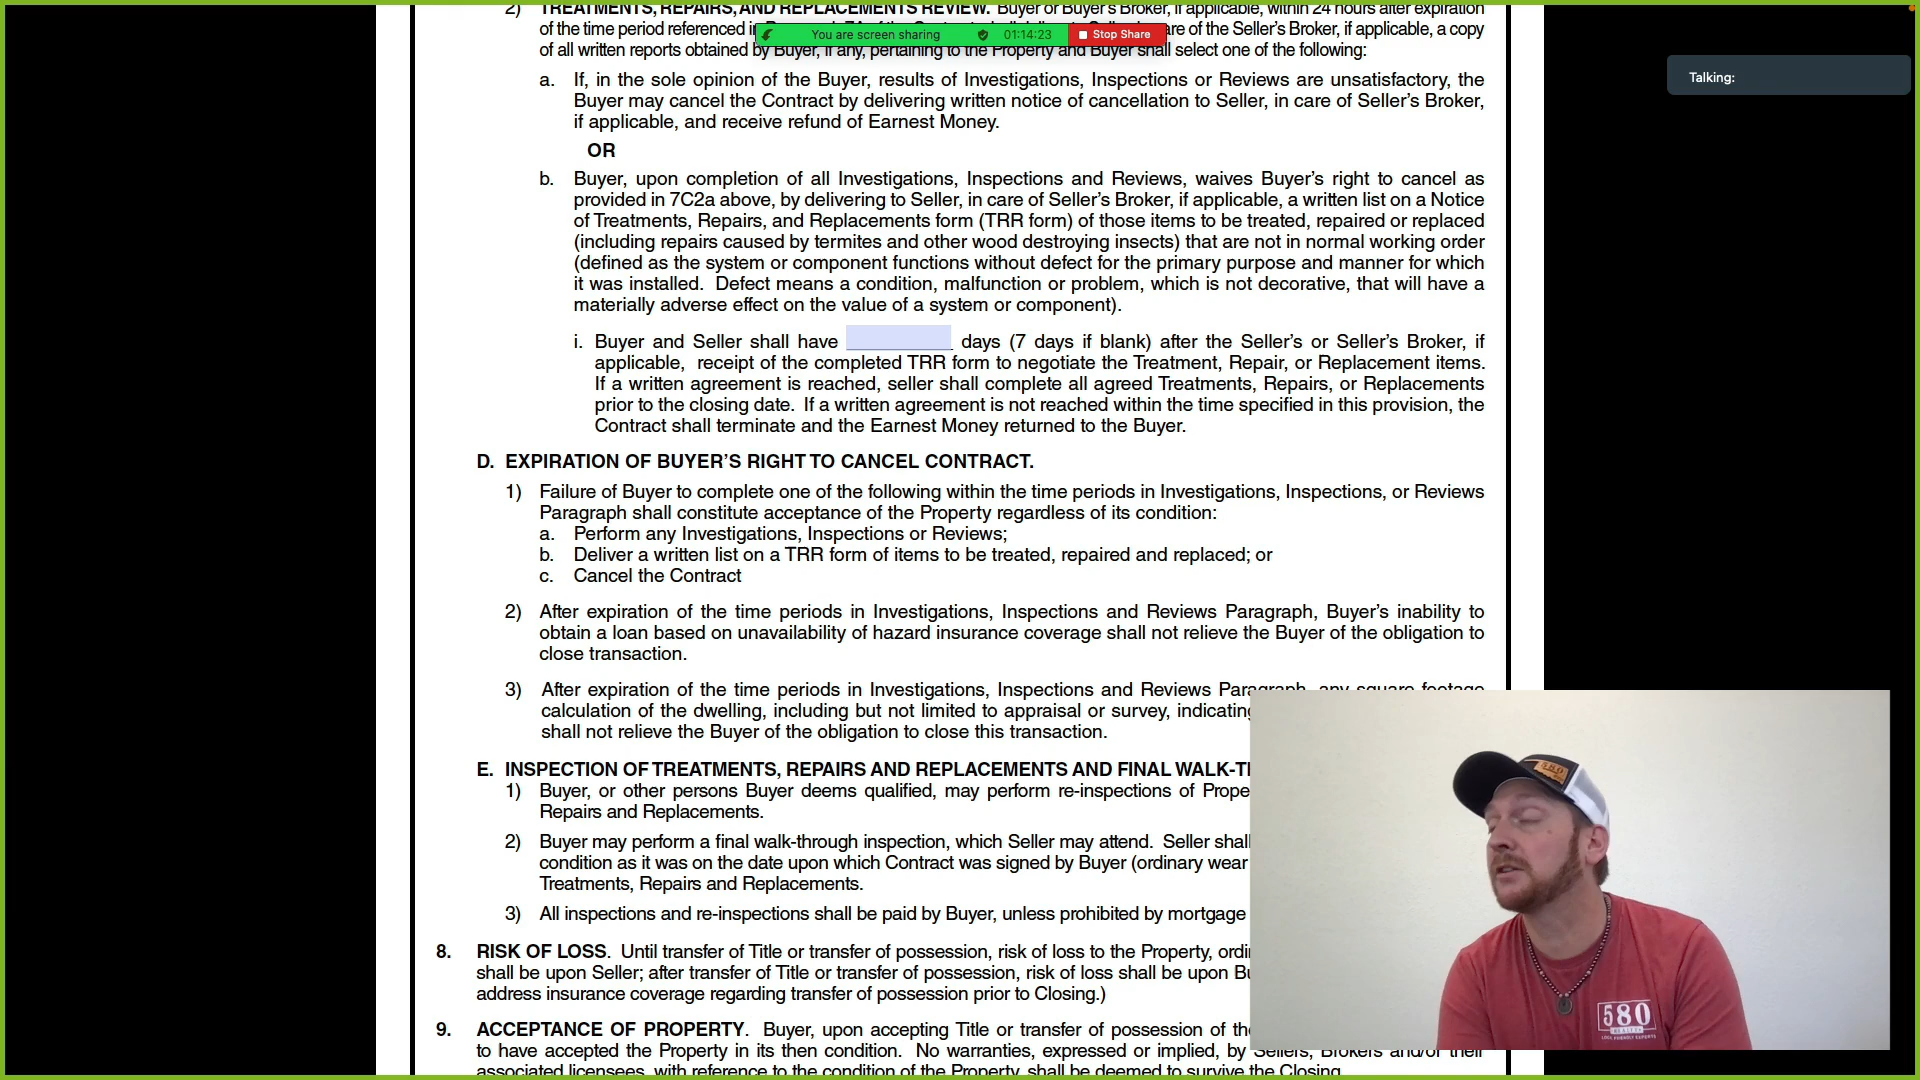 2) TREATMENTS, REPAIRS, AND REPLACEMENTS REVIEW. Buyer or Buyer's Broker, if applicable, within 24 hours after expiration
of the time period referenced in are of the Seller's Broker, if applicable, a copy
You are screen sharing 01:14:23 Stop Share
of all written reports obtained by Buyer, if any, pertaining to the Property and Buyer shall select one of the following:
Talking:
a. If, in the sole opinion of the Buyer, results of Investigations, Inspections or Reviews are unsatisfactory, the
Buyer may cancel the Contract by delivering written notice of cancellation to Seller, in care of Seller's Broker,
if applicable, and receive refund of Earnest Money.
OR
b. Buyer, upon completion of all Investigations, Inspections and Reviews, waives Buyer's right to cancel as
provided in 7C2a above, by delivering to Seller, in care of Seller's Broker, if applicable, a written list on a Notice
of Treatments, Repairs, and Replacements form (TRR form) of those items to be treated, repaired or replaced
(including repairs caused by termites and other wood destroying insects) that are not in normal working order
(defined as the system or component functions without defect for the primary purpose and manner for which
it was installed. Defect means a condition, malfunction or problem, which is not decorative, that will have a
materially adverse effect on the value of a system or component).
i. Buyer and Seller shall have ________ days (7 days if blank) after the Seller's or Seller's Broker, if
applicable, receipt of the completed TRR form to negotiate the Treatment, Repair, or Replacement items.
If a written agreement is reached, seller shall complete all agreed Treatments, Repairs, or Replacements
prior to the closing date. If a written agreement is not reached within the time specified in this provision, the
Contract shall terminate and the Earnest Money returned to the Buyer.
D. EXPIRATION OF BUYER'S RIGHT TO CANCEL CONTRACT.
1) Failure of Buyer to complete one of the following within the time periods in Investigations, Inspections, or Reviews
Paragraph shall constitute acceptance of the Property regardless of its condition:
a. Perform any Investigations, Inspections or Reviews;
b. Deliver a written list on a TRR form of items to be treated, repaired and replaced; or
c. Cancel the Contract
2) After expiration of the time periods in Investigations, Inspections and Reviews Paragraph, Buyer's inability to
obtain a loan based on unavailability of hazard insurance coverage shall not relieve the Buyer of the obligation to
close transaction.
3) After expiration of the time periods in Investigations, Inspections and Reviews Paragraph, any square footage
calculation of the dwelling, including but not limited to appraisal or survey, indicating
shall not relieve the Buyer of the obligation to close this transaction.
E. INSPECTION OF TREATMENTS, REPAIRS AND REPLACEMENTS AND FINAL WALK-T
1) Buyer, or other persons Buyer deems qualified, may perform re-inspections of Prope
Repairs and Replacements.
2) Buyer may perform a final walk-through inspection, which Seller may attend. Seller shall
condition as it was on the date upon which Contract was signed by Buyer (ordinary wear
Treatments, Repairs and Replacements.
3) All inspections and re-inspections shall be paid by Buyer, unless prohibited by mortgage
8. RISK OF LOSS. Until transfer of Title or transfer of possession, risk of loss to the Property, ordi
shall be upon Seller; after transfer of Title or transfer of possession, risk of loss shall be upon Bu
address insurance coverage regarding transfer of possession prior to Closing.)
9. ACCEPTANCE OF PROPERTY. Buyer, upon accepting Title or transfer of possession of the
to have accepted the Property in its then condition. No warranties, expressed or implied, by Sellers, Brokers and/or their
associated licensees, with reference to the condition of the Property, shall be deemed to survive the Closing.
580